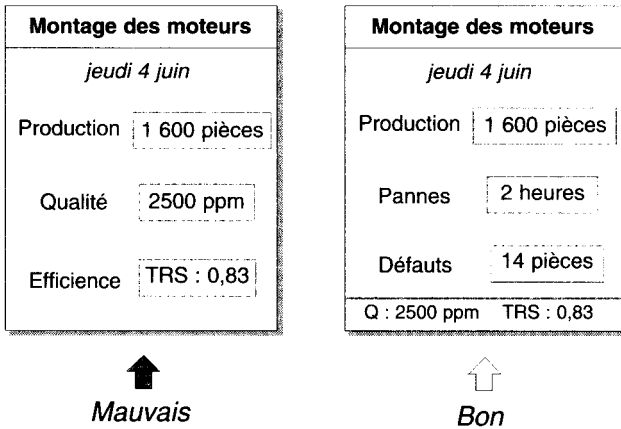 Montage des moteurs
jeudi 4 juin
Production 1 600 pièces
Qualité 2500 ppm
Efficience TRS : 0,83
Mauvais
Montage des moteurs
jeudi 4 juin
Production 1 600 pièces
Pannes 2 heures
Défauts 14 pièces
Q : 2500 ppm TRS : 0,83
Bon